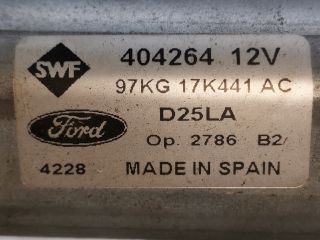 SWF 404264 12V
97KG 17K441 AC
Ford D25LA
Op. 2786 B2
4228 MADE IN SPAIN